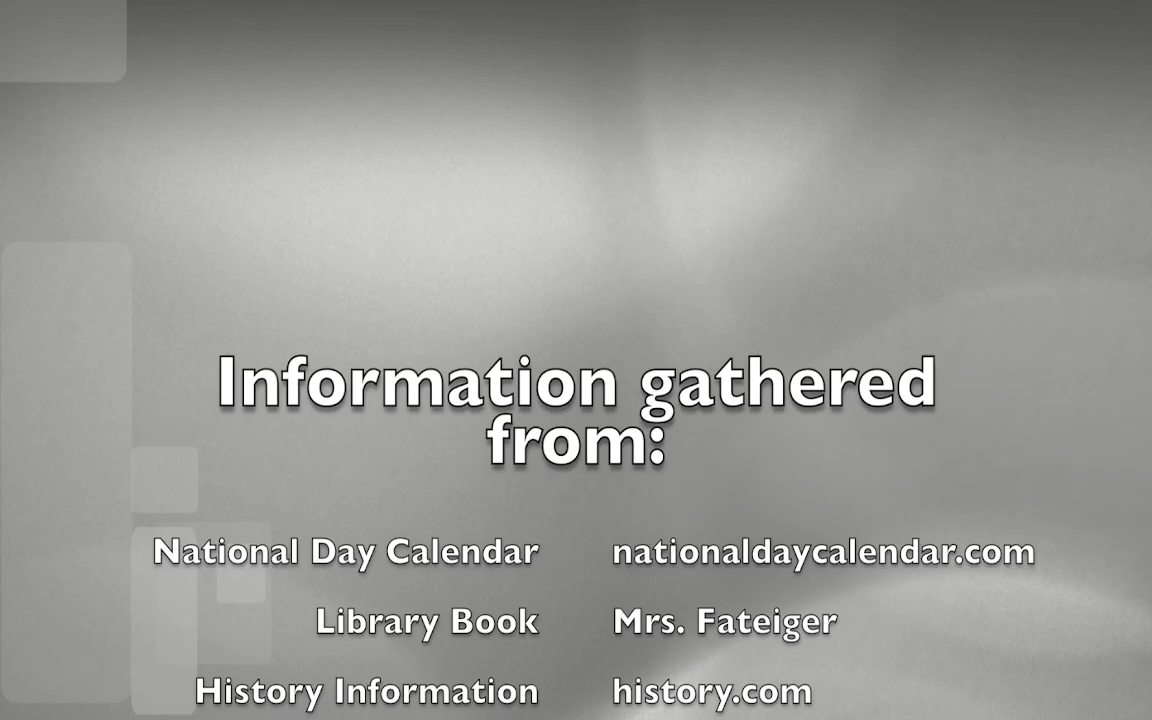 Information gathered
from:
National Day Calendar nationaldaycalendar.com
Library Book Mrs. Fateiger
History Information history.com